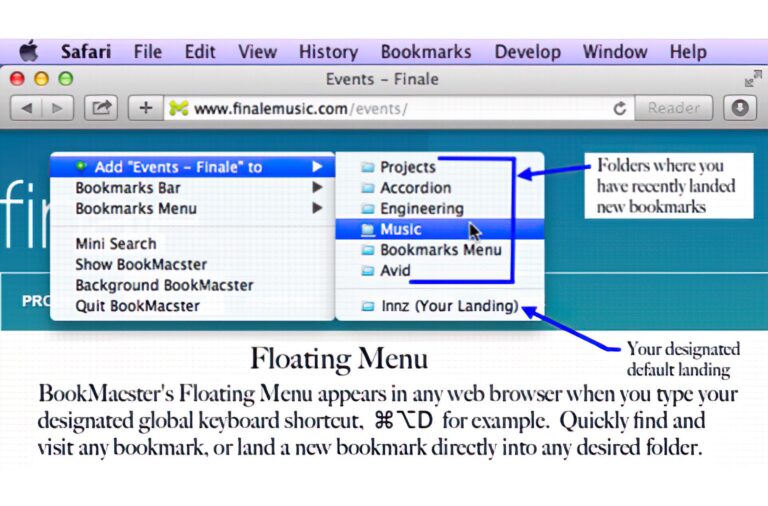 Safari File Edit View History Bookmarks Develop Window Help
Events – Finale
www.finalemusic.com/events/
Reader
Add "Events – Finale" to
Bookmarks Bar
Bookmarks Menu
Mini Search
Show BookMacster
Background BookMacster
Quit BookMacster
Projects
Accordion
Engineering
Music
Bookmarks Menu
Avid
Innz (Your Landing)
Folders where you
have recently landed
new bookmarks
Your designated
default landing
Floating Menu
BookMacster's Floating Menu appears in any web browser when you type your
designated global keyboard shortcut, ⌘⌥D for example. Quickly find and
visit any bookmark, or land a new bookmark directly into any desired folder.